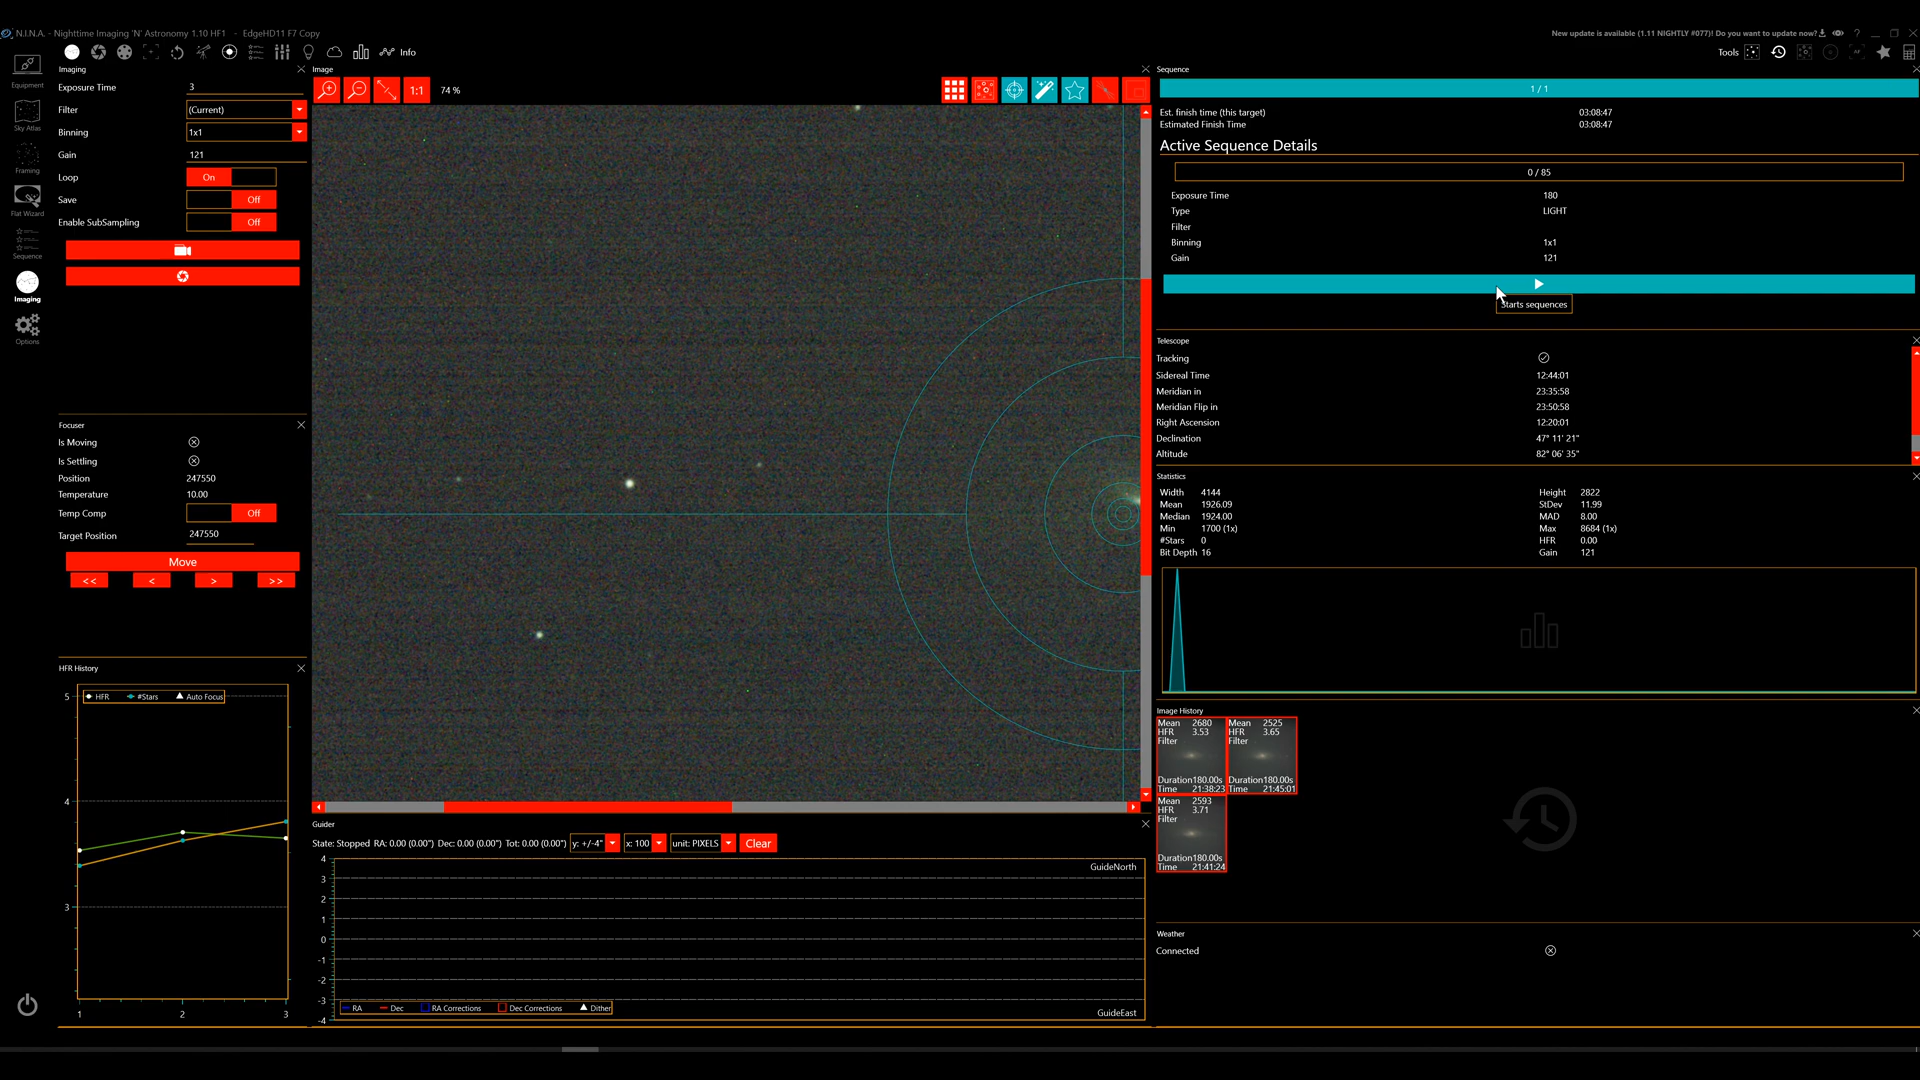 N.I.N.A. - Nighttime Imaging 'N' Astronomy 1.10 HF1 - EdgeHD11 F7 Copy
New update is available (1.11 NIGHTLY #077)! Do you want to update now?
Info
Tools
Equipment
Sky Atlas
Framing
Flat Wizard
Sequence
Imaging
Options
Imaging
Exposure Time 3
Filter (Current)
Binning 1x1
Gain 121
Loop On
Save Off
Enable SubSampling Off
Focuser
Is Moving
Is Settling
Position 247550
Temperature 10.00
Temp Comp Off
Target Position 247550
Move
<< < > >>
HFR History
HFR #Stars Auto Focus
5
4
3
1 2 3
Image
1:1 74 %
Guider
State: Stopped RA: 0.00 (0.00") Dec: 0.00 (0.00") Tot: 0.00 (0.00") y: +/-4" x: 100 unit: PIXELS Clear
4
3
2
1
0
-1
-2
-3
-4
GuideNorth
GuideEast
RA Dec RA Corrections Dec Corrections Dither
Sequence
1 / 1
Est. finish time (this target) 03:08:47
Estimated Finish Time 03:08:47
Active Sequence Details
0 / 85
Exposure Time 180
Type LIGHT
Filter
Binning 1x1
Gain 121
Starts sequences
Telescope
Tracking
Sidereal Time 12:44:01
Meridian in 23:35:58
Meridian Flip in 23:50:58
Right Ascension 12:20:01
Declination 47° 11' 21"
Altitude 82° 06' 35"
Statistics
Width 4144 Height 2822
Mean 1926.09 StDev 11.99
Median 1924.00 MAD 8.00
Min 1700 (1x) Max 8684 (1x)
#Stars 0 HFR 0.00
Bit Depth 16 Gain 121
Image History
Mean 2680 Mean 2525
HFR 3.53 HFR 3.65
Filter Filter
Duration180.00s Duration180.00s
Time 21:38:23 Time 21:45:01
Mean 2593
HFR 3.71
Filter
Duration180.00s
Time 21:41:24
Weather
Connected